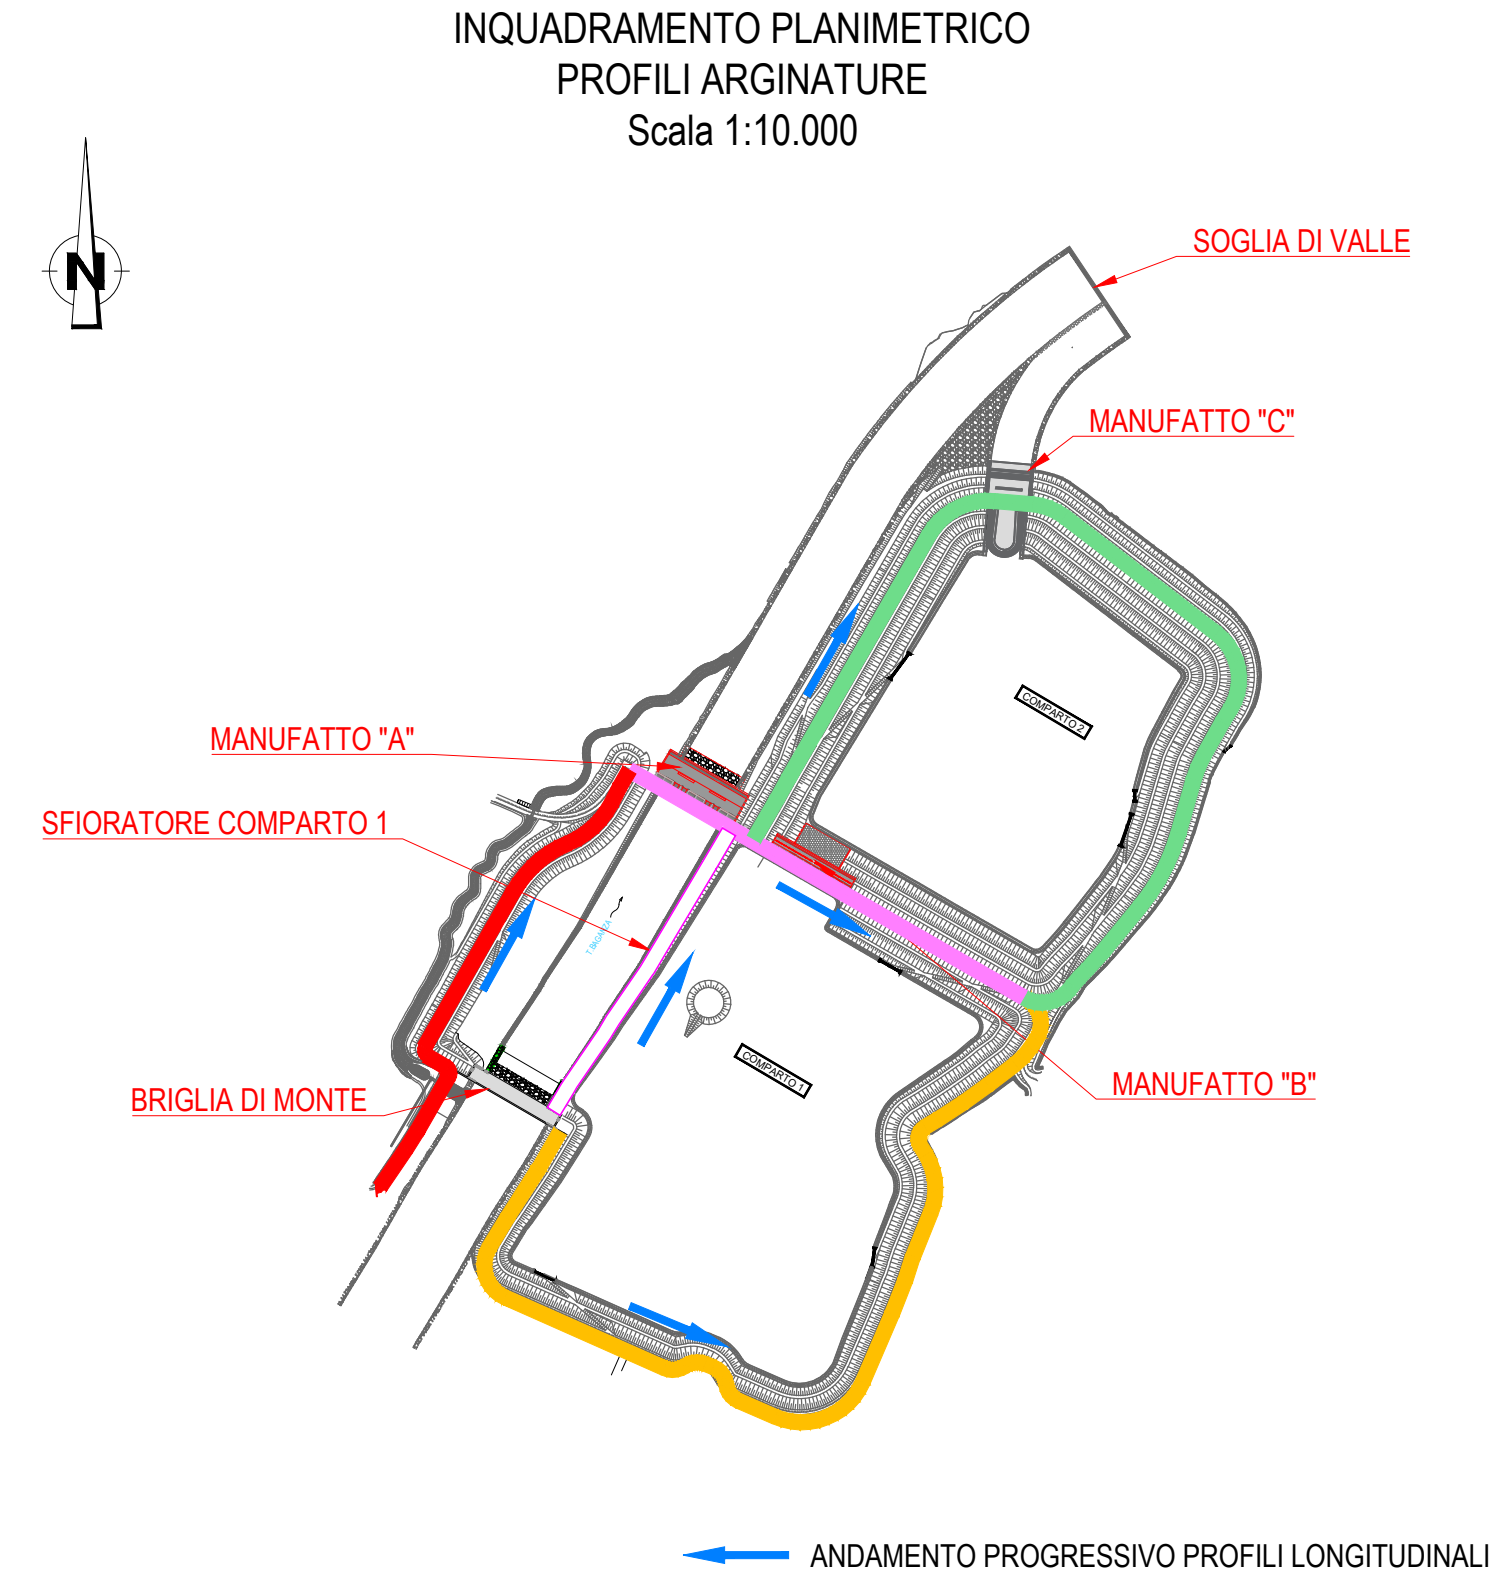 INQUADRAMENTO PLANIMETRICO
PROFILI ARGINATURE
Scala 1:10.000
N
SOGLIA DI VALLE
MANUFATTO "C"
COMPARTO 2
MANUFATTO "A"
SFIORATORE COMPARTO 1
T.BAGANZA
COMPARTO 1
MANUFATTO "B"
BRIGLIA DI MONTE
ANDAMENTO PROGRESSIVO PROFILI LONGITUDINALI